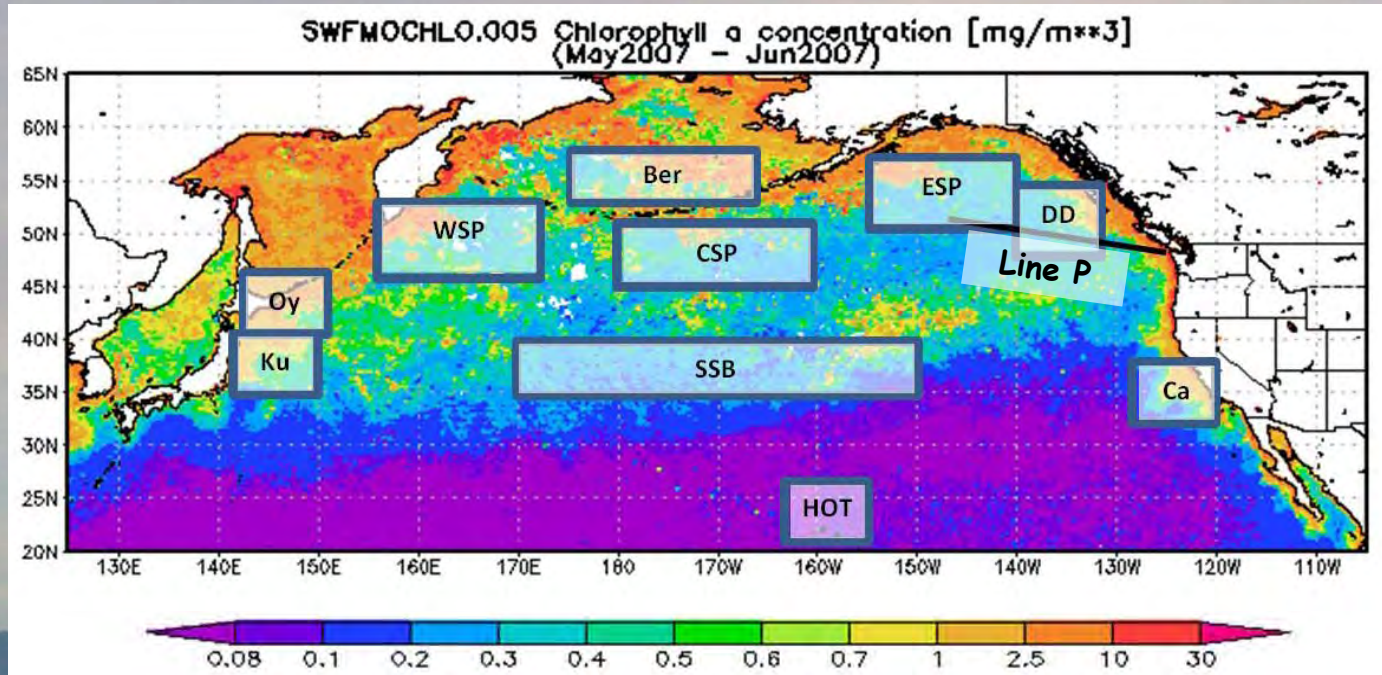 SWFMOCHLO.005 Chlorophyll a concentration [mg/m**3]
(May2007 - Jun2007)
65N
60N
55N
50N
45N
40N
35N
30N
25N
20N
Ber
ESP
DD
WSP
CSP
Line P
Oy
Ku
SSB
Ca
HOT
130E 140E 150E 160E 170E 180 170W 160W 150W 140W 130W 120W 110W
0.08 0.1 0.2 0.3 0.4 0.5 0.6 0.7 1 2.5 10 30